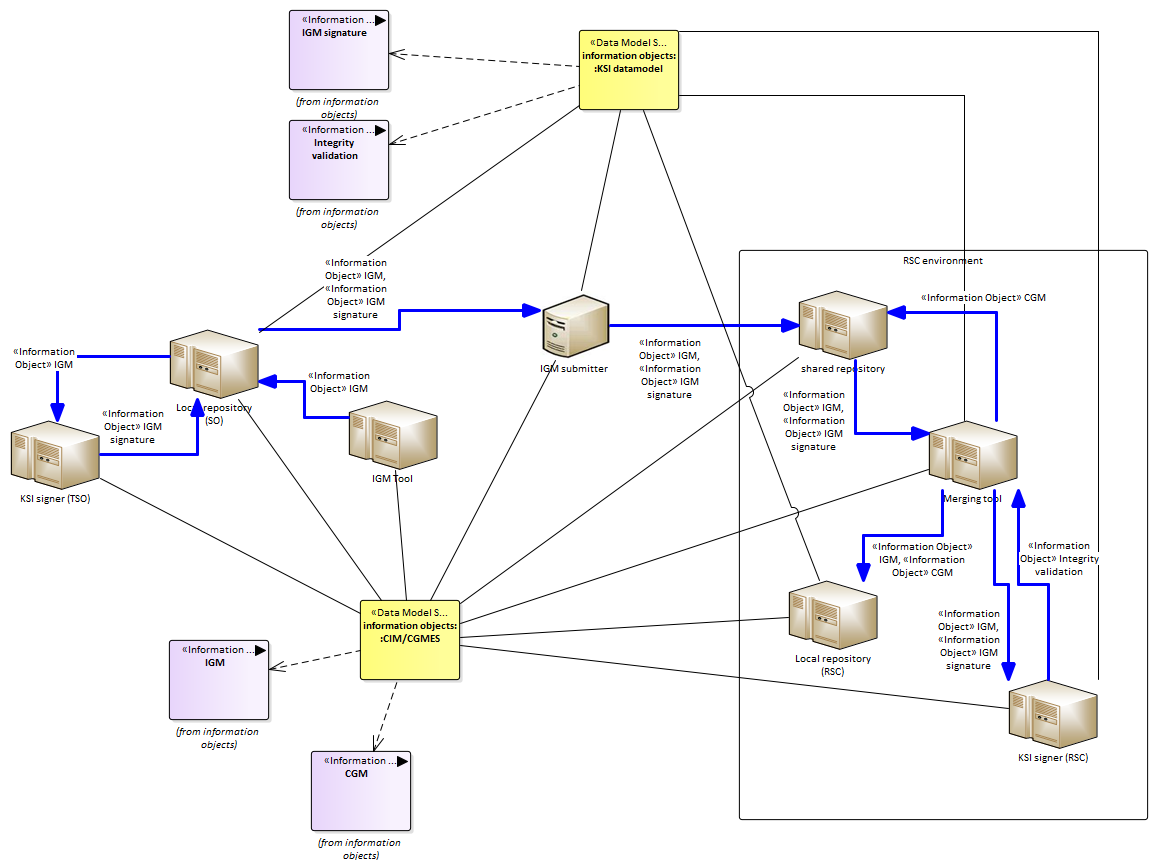 «Information ...
IGM signature
(from information
objects)
«Information ...
Integrity
validation
(from information
objects)
«Data Model S...
information objects:
:KSI datamodel
«Information
Object» IGM,
«Information
Object» IGM
signature
RSC environment
«Information Object» CGM
«Information
Object» IGM
Local repository
(SO)
«Information
Object» IGM
IGM submitter
«Information
Object» IGM,
«Information
Object» IGM
signature
shared repository
«Information
Object» IGM,
«Information
Object» IGM
signature
«Information
Object» IGM
signature
KSI signer (TSO)
IGM Tool
Merging tool
«Information Object»
IGM, «Information
Object» CGM
«Information
Object» Integrity
validation
«Information
Object» IGM,
«Information
Object» IGM
signature
Local repository
(RSC)
KSI signer (RSC)
«Data Model S...
information objects:
:CIM/CGMES
«Information ...
IGM
(from information
objects)
«Information ...
CGM
(from information
objects)